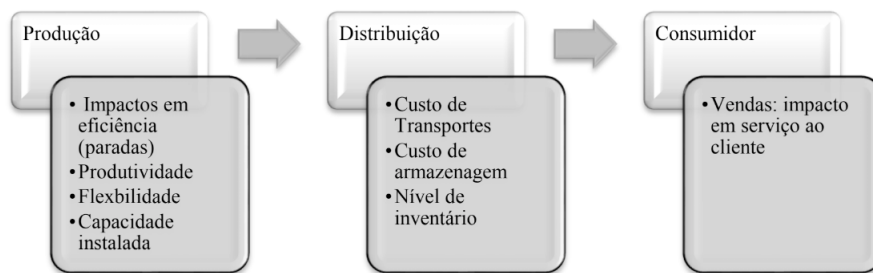 Produção
• Impactos em
eficiência
(paradas)
•Produtividade
•Flexbilidade
•Capacidade
instalada
Distribuição
•Custo de
Transportes
•Custo de
armazenagem
•Nível de
inventário
Consumidor
•Vendas: impacto
em serviço ao
cliente